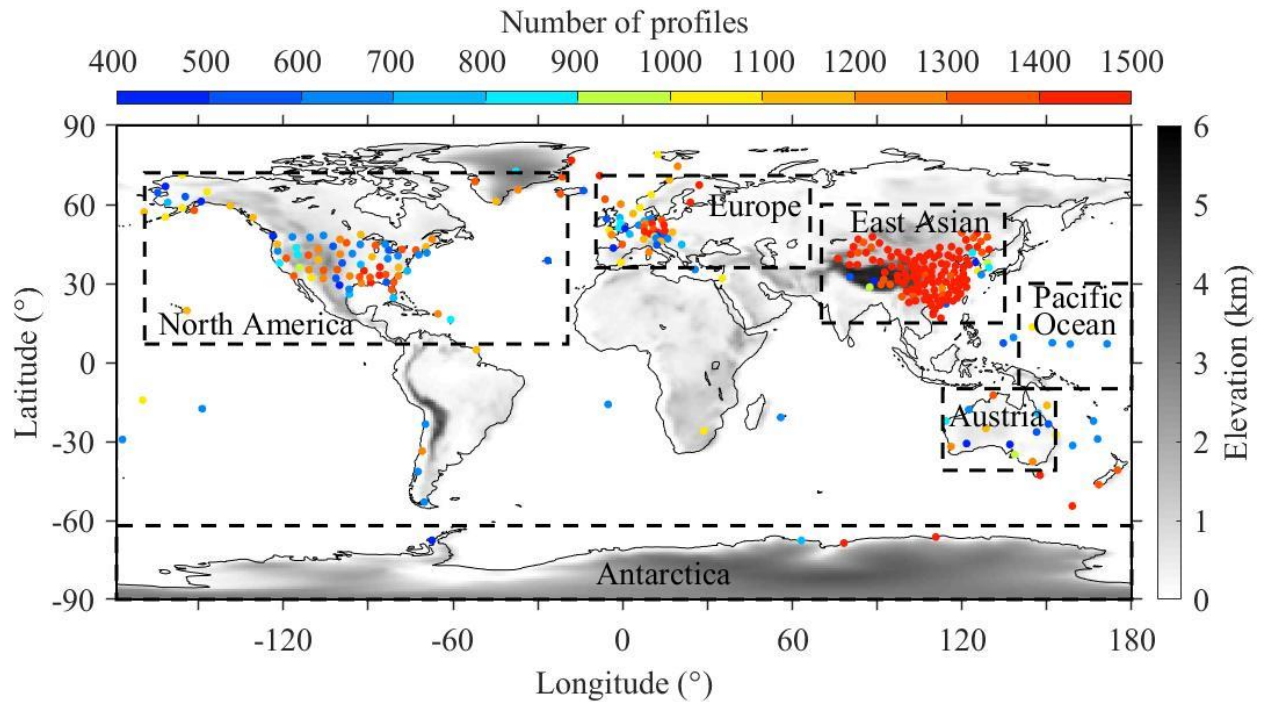 Number of profiles
400 500 600 700 800 900 1000 1100 1200 1300 1400 1500
90
60
30
0
-30
-60
-90
Latitude (°)
North America
Europe
East Asian
Pacific
Ocean
Austria
Antarctica
-120 -60 0 60 120 180
Longitude (°)
6
5
4
3
2
1
0
Elevation (km)